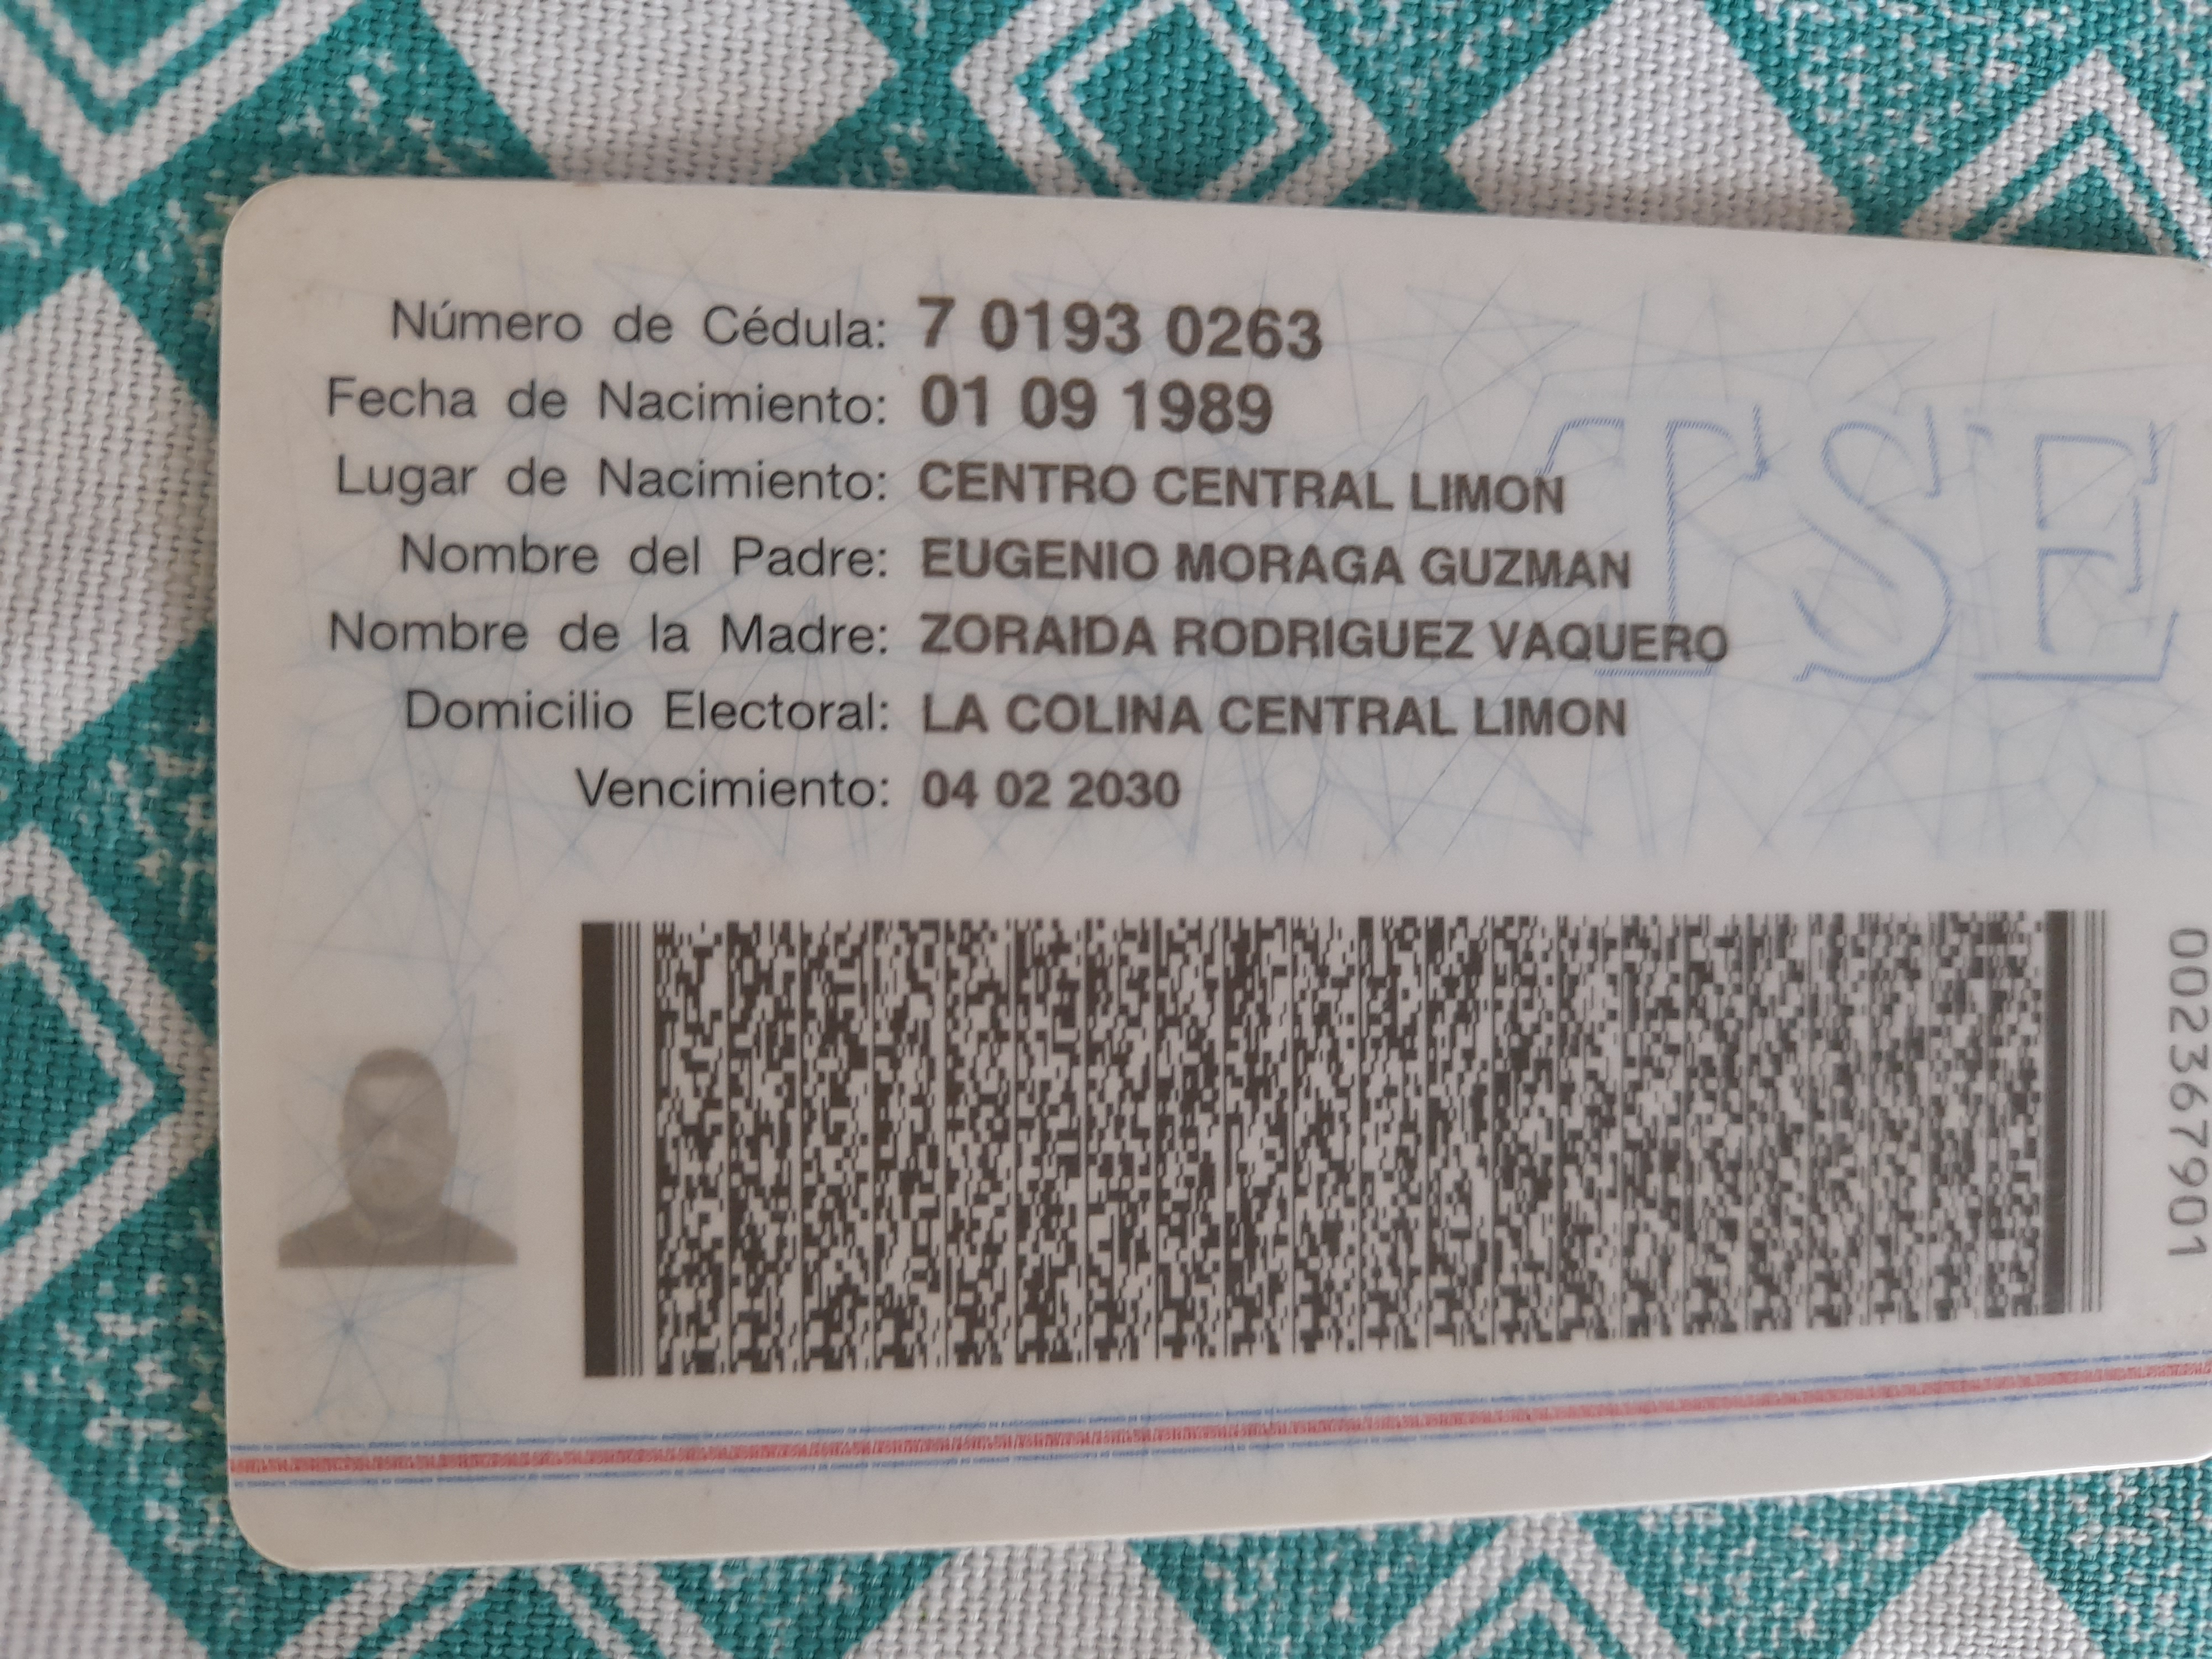 Número de Cédula: 7 0193 0263
Fecha de Nacimiento: 01 09 1989
Lugar de Nacimiento: CENTRO CENTRAL LIMON
Nombre del Padre: EUGENIO MORAGA GUZMAN
Nombre de la Madre: ZORAIDA RODRIGUEZ VAQUERO
Domicilio Electoral: LA COLINA CENTRAL LIMON
Vencimiento: 04 02 2030
TSE
002367901